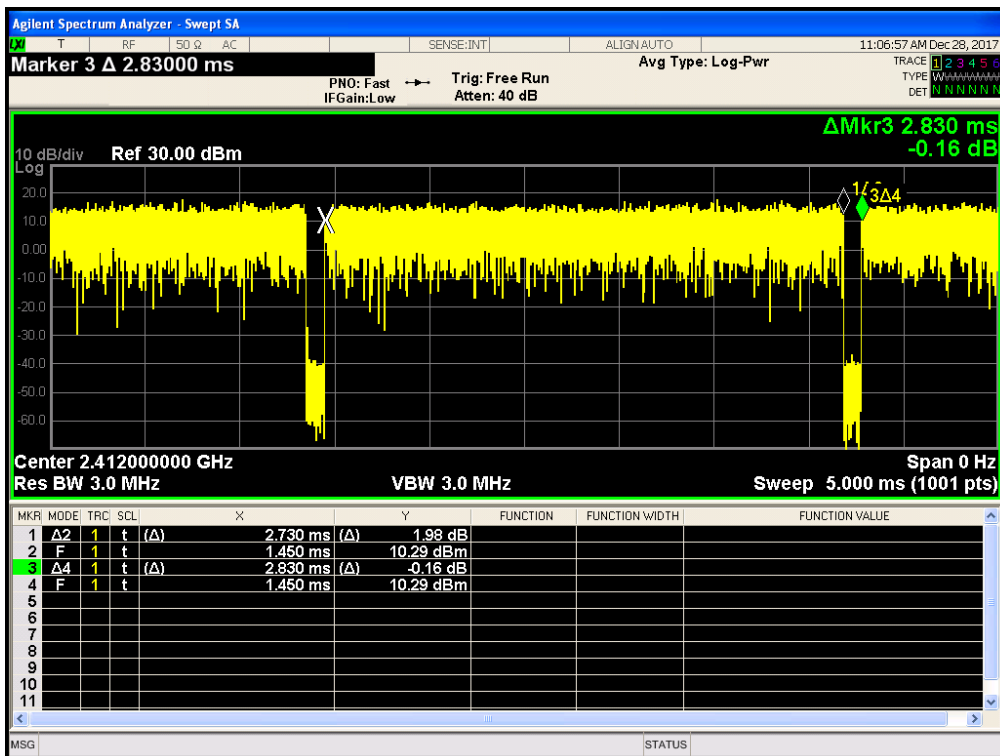 Agilent Spectrum Analyzer - Swept SA
LXI T RF 50 Ω AC SENSE:INT ALIGNAUTO 11:06:57 AM Dec 28, 2017
Marker 3 Δ 2.83000 ms
PNO: Fast Trig: Free Run Avg Type: Log-Pwr
IFGain:Low Atten: 40 dB
TRACE 1 2 3 4 5 6
TYPE W
DET N N N N N N
ΔMkr3 2.830 ms
-0.16 dB
10 dB/div Ref 30.00 dBm
Log
20.0
10.0
0.00
-10.0
-20.0
-30.0
-40.0
-50.0
-60.0
3Δ4
Center 2.412000000 GHz Span 0 Hz
Res BW 3.0 MHz VBW 3.0 MHz Sweep 5.000 ms (1001 pts)
MKR MODE TRC SCL X Y FUNCTION FUNCTION WIDTH FUNCTION VALUE
1 Δ2 1 t (Δ) 2.730 ms (Δ) 1.98 dB
2 F 1 t 1.450 ms 10.29 dBm
3 Δ4 1 t (Δ) 2.830 ms (Δ) -0.16 dB
4 F 1 t 1.450 ms 10.29 dBm
5
6
7
8
9
10
11
MSG STATUS